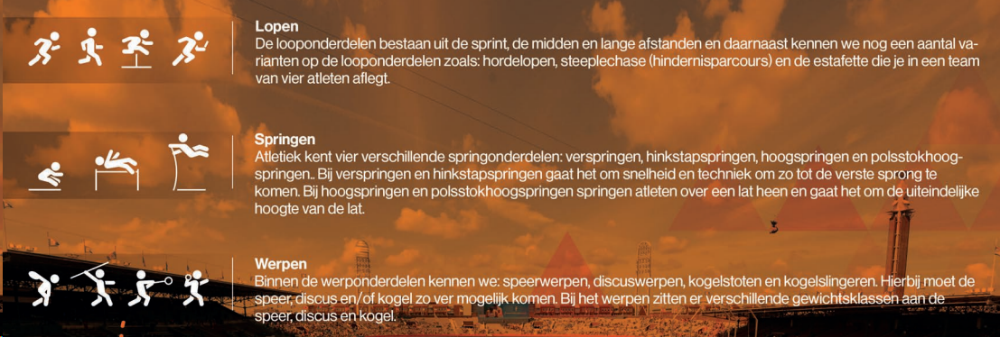 Lopen
De looponderdelen bestaan uit de sprint, de midden en lange afstanden en daarnaast kennen we nog een aantal va-
rianten op de looponderdelen zoals: hordelopen, steeplechase (hindernisparcours) en de estafette die je in een team
van vier atleten aflegt.
Springen
Atletiek kent vier verschillende springonderdelen: verspringen, hinkstapspringen, hoogspringen en polsstokhoog-
springen.. Bij verspringen en hinkstapspringen gaat het om snelheid en techniek om zo tot de verste sprong te
komen. Bij hoogspringen en polsstokhoogspringen springen atleten over een lat heen en gaat het om de uiteindelijke
hoogte van de lat.
Werpen
Binnen de werponderdelen kennen we: speerwerpen, discuswerpen, kogelstoten en kogelslingeren. Hierbij moet de
speer, discus en/of kogel zo ver mogelijk komen. Bij het werpen zitten er verschillende gewichtsklassen aan de
speer, discus en kogel.